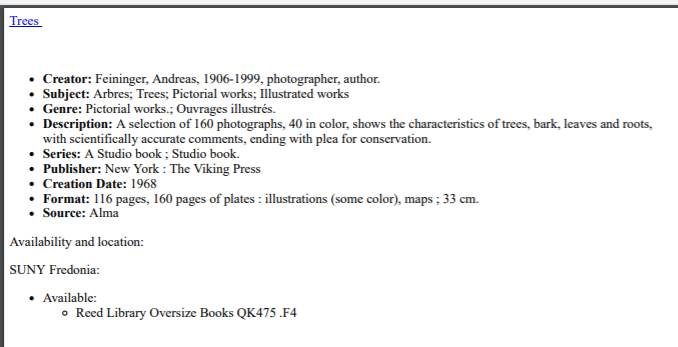 Trees
Creator: Feininger, Andreas, 1906-1999, photographer, author.
Subject: Arbres; Trees; Pictorial works; Illustrated works
Genre: Pictorial works.; Ouvrages illustrés.
Description: A selection of 160 photographs, 40 in color, shows the characteristics of trees, bark, leaves and roots,
with scientifically accurate comments, ending with plea for conservation.
Series: A Studio book ; Studio book.
Publisher: New York : The Viking Press
Creation Date: 1968
Format: 116 pages, 160 pages of plates : illustrations (some color), maps ; 33 cm.
Source: Alma
Availability and location:
SUNY Fredonia:
Available:
Reed Library Oversize Books QK475 .F4